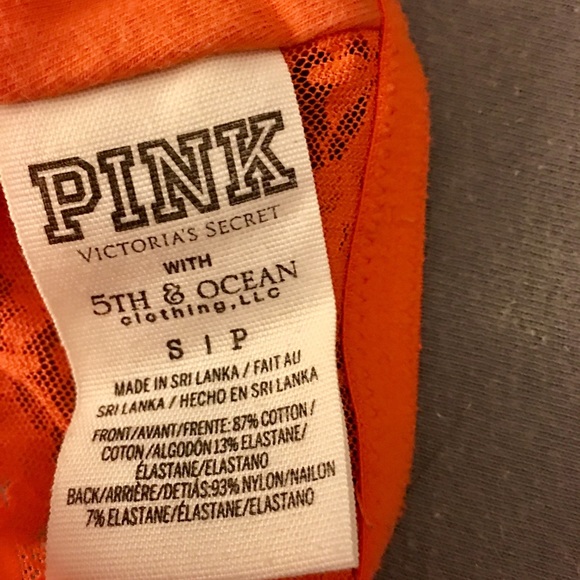 PINK
VICTORIA'S SECRET
WITH
5TH & OCEAN
clothing, LLC
S | P
MADE IN SRI LANKA / FAIT AU
SRI LANKA / HECHO EN SRI LANKA
FRONT/AVANT/FRENTE: 87% COTTON /
COTON /ALGODÓN 13% ELASTANE/
ÉLASTANE/ELASTANO
BACK/ARRIÈRE/DETIÁS:93% NYLON/NAILON
7% ELASTANE/ÉLASTANE/ELASTANO